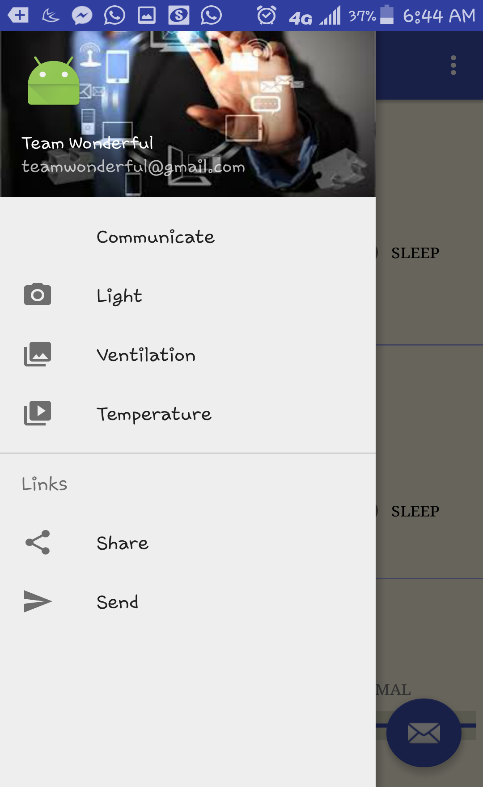 4G 37% 6:44 AM
Team Wonderful
teamwonderful@gmail.com
Communicate
SLEEP
Light
Ventilation
Temperature
Links
SLEEP
Share
Send
MAL